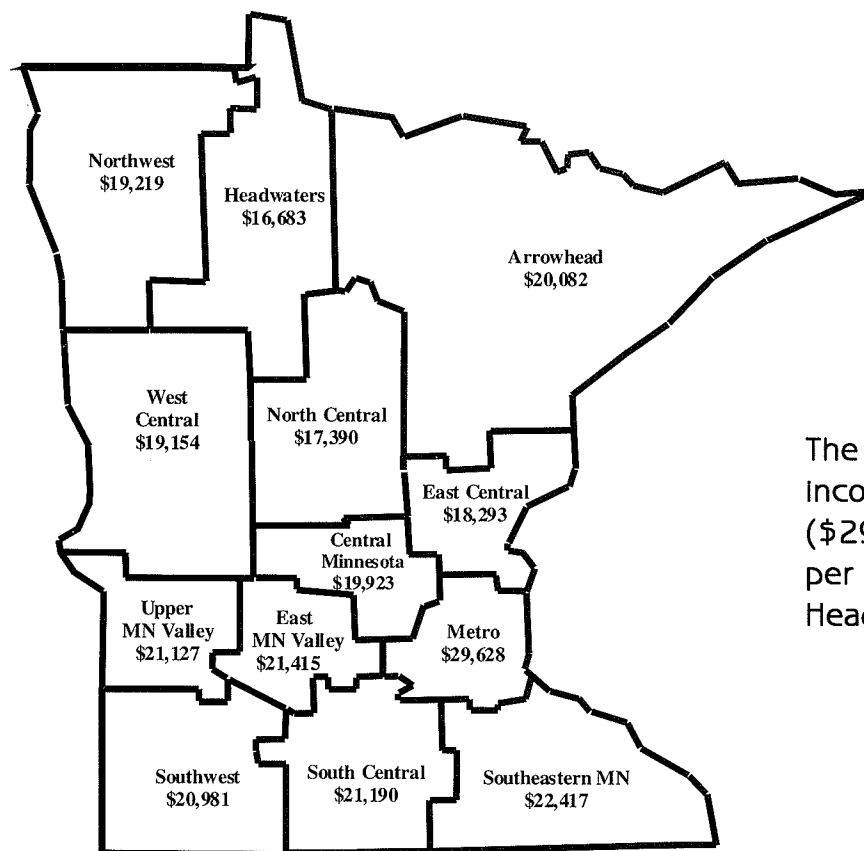 Northwest
$19,219
Headwaters
$16,683
Arrowhead
$20,082
West
Central
$19,154
North Central
$17,390
East Central
$18,293
Central
Minnesota
$19,923
Upper
MN Valley
$21,127
East
MN Valley
$21,415
Metro
$29,628
Southwest
$20,981
South Central
$21,190
Southeastern MN
$22,417
The
inco
($29
per
Head